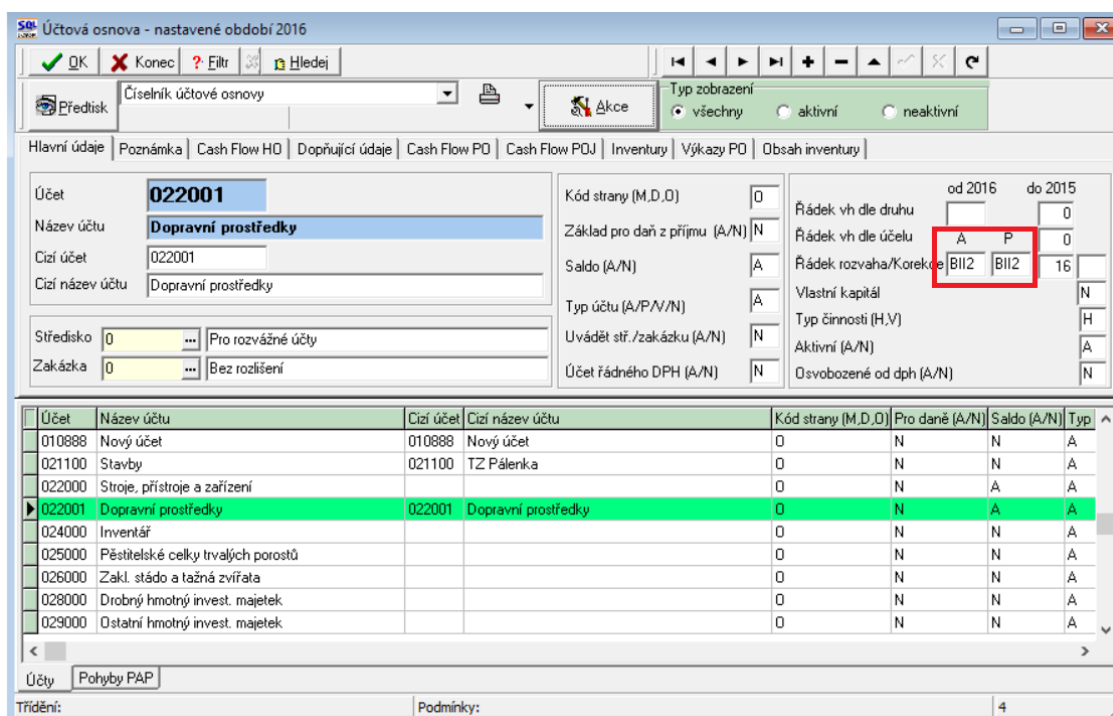 Účtová osnova - nastavené období 2016
OK Konec Filtr Hledej
Předtisk Číselník účtové osnovy Akce
Typ zobrazení
všechny aktivní neaktivní
Hlavní údaje Poznámka Cash Flow HO Dopňující údaje Cash Flow PO Cash Flow POJ Inventury Výkazy PO Obsah inventury
Účet 022001
Název účtu Dopravní prostředky
Cizí účet 022001
Cizí název účtu Dopravní prostředky
Středisko 0 ... Pro rozvážné účty
Zakázka 0 ... Bez rozlišení
Kód strany (M,D,O) O
Základ pro daň z příjmu (A/N) N
Saldo (A/N) A
Typ účtu (A/P/V/N) A
Uvádět stř./zakázku (A/N) N
Účet řádného DPH (A/N) N
od 2016 do 2015
Řádek vh dle druhu 0
Řádek vh dle účelu A P 0
Řádek rozvaha/Korekce BII2 BII2 16
Vlastní kapitál N
Typ činnosti (H,V) H
Aktivní (A/N) A
Osvobozené od dph (A/N) N
Účet Název účtu Cizí účet Cizí název účtu Kód strany (M,D,O) Pro daně (A/N) Saldo (A/N) Typ
010888 Nový účet 010888 Nový účet O N N A
021100 Stavby 021100 TZ Pálenka O N N A
022000 Stroje, přístroje a zařízení O N A A
022001 Dopravní prostředky 022001 Dopravní prostředky O N A A
024000 Inventář O N N A
025000 Pěstitelské celky trvalých porostů O N N A
026000 Zakl. stádo a tažná zvířata O N N A
028000 Drobný hmotný invest. majetek O N N A
029000 Ostatní hmotný invest. majetek O N N A
Účty Pohyby PAP
Třídění: Podmínky: 4